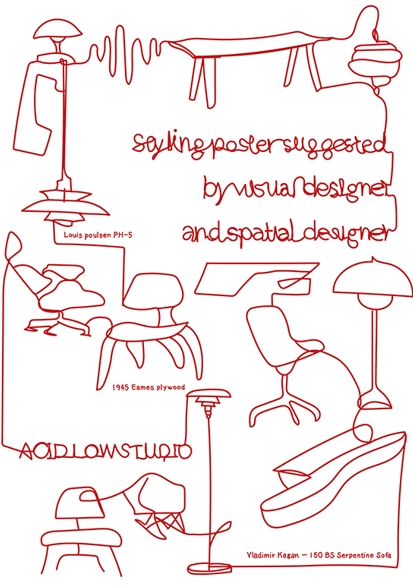 styling poster suggested
by visual designer
and spatial designer
Louis poulsen PH-5
1945 Eames plywood
ACIDLOWSTUDIO
Vladimir Kagan – 150 BS Serpentine Sofa